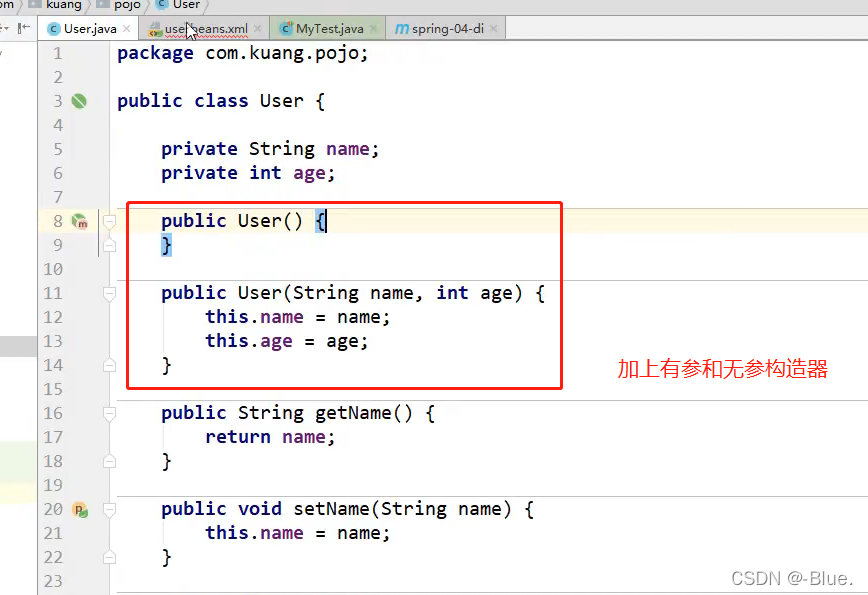 kuang pojo User
User.java userbeans.xml MyTest.java spring-04-di
1 package com.kuang.pojo;
2
3 public class User {
4
5 private String name;
6 private int age;
7
8 public User() {
9 }
10
11 public User(String name, int age) {
12 this.name = name;
13 this.age = age;
14 }
加上有参和无参构造器
15
16 public String getName() {
17 return name;
18 }
19
20 public void setName(String name) {
21 this.name = name;
22 }
23
CSDN @-Blue.